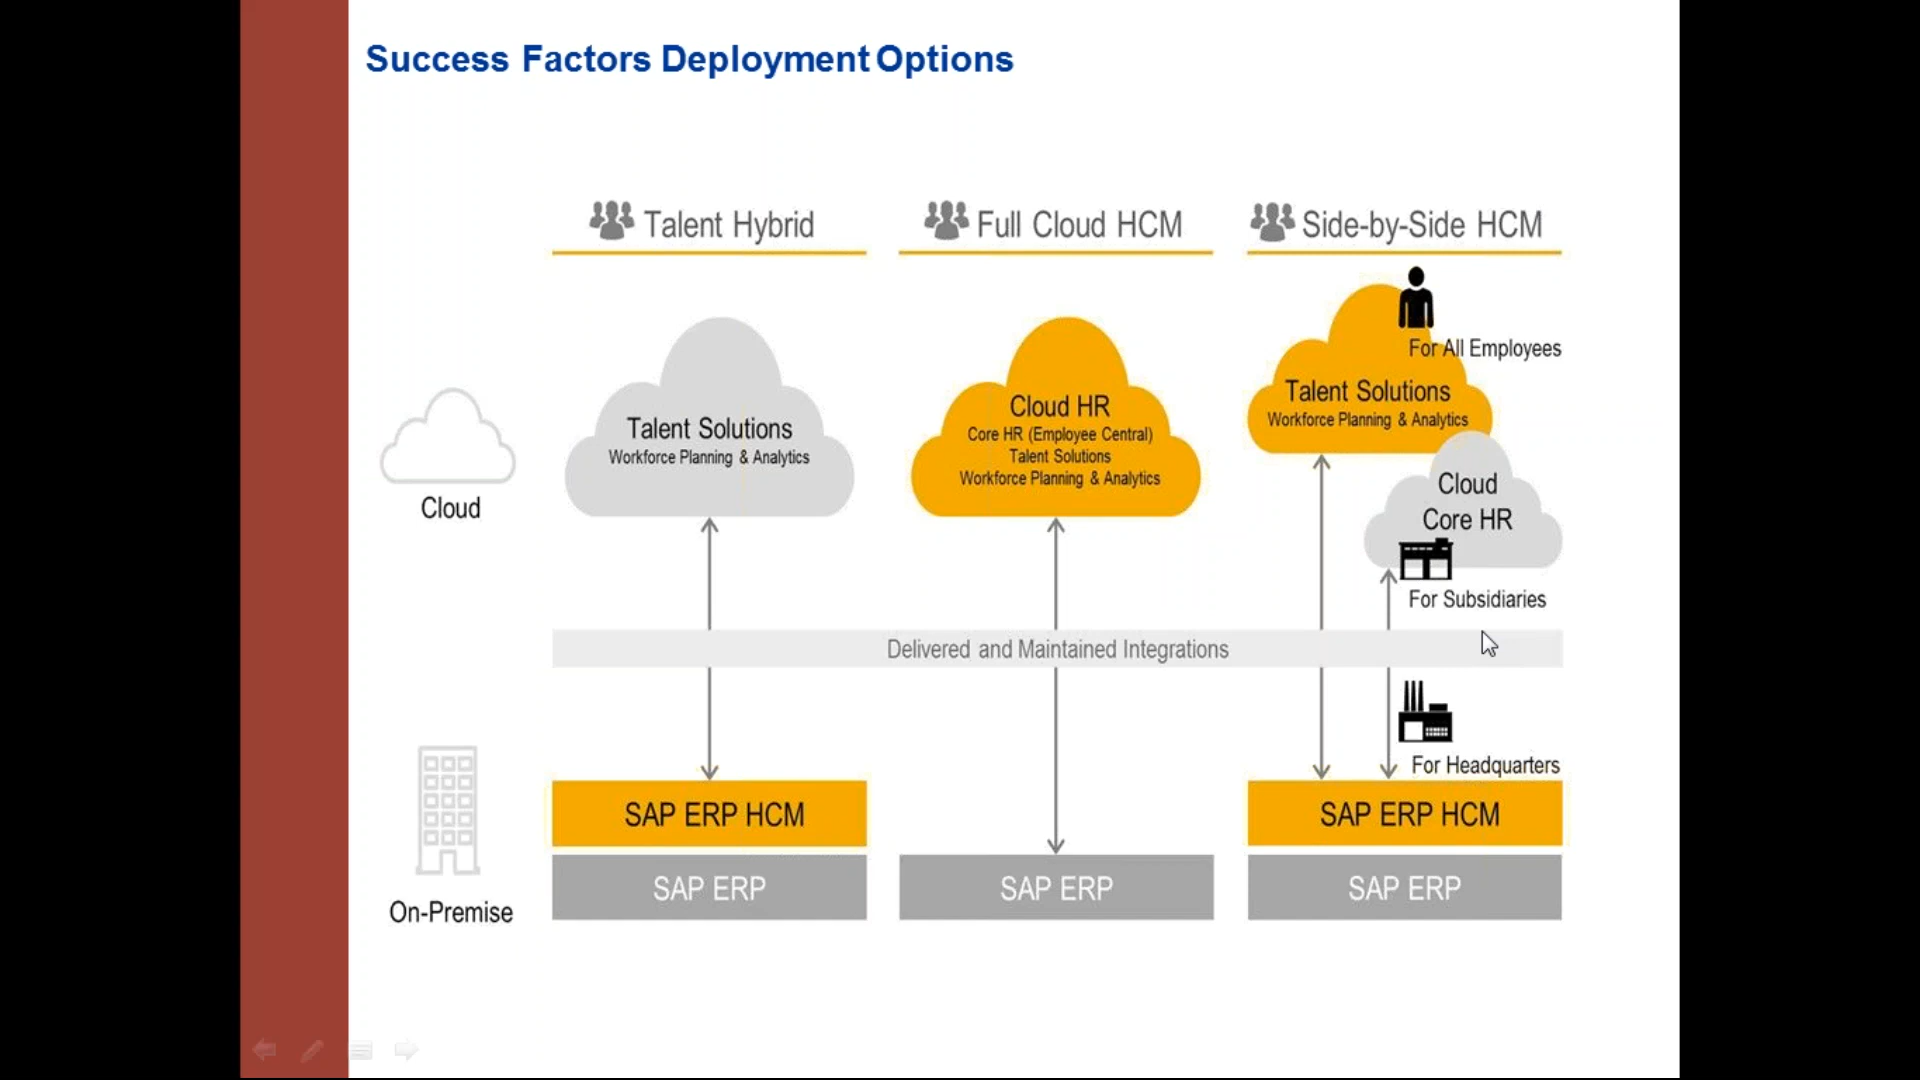 Success Factors Deployment Options
Talent Hybrid
Full Cloud HCM
Side-by-Side HCM
For All Employees
Talent Solutions
Workforce Planning & Analytics
Cloud HR
Core HR (Employee Central)
Talent Solutions
Workforce Planning & Analytics
Talent Solutions
Workforce Planning & Analytics
Cloud
Core HR
Cloud
For Subsidiaries
Delivered and Maintained Integrations
For Headquarters
SAP ERP HCM
SAP ERP HCM
SAP ERP
SAP ERP
SAP ERP
On-Premise